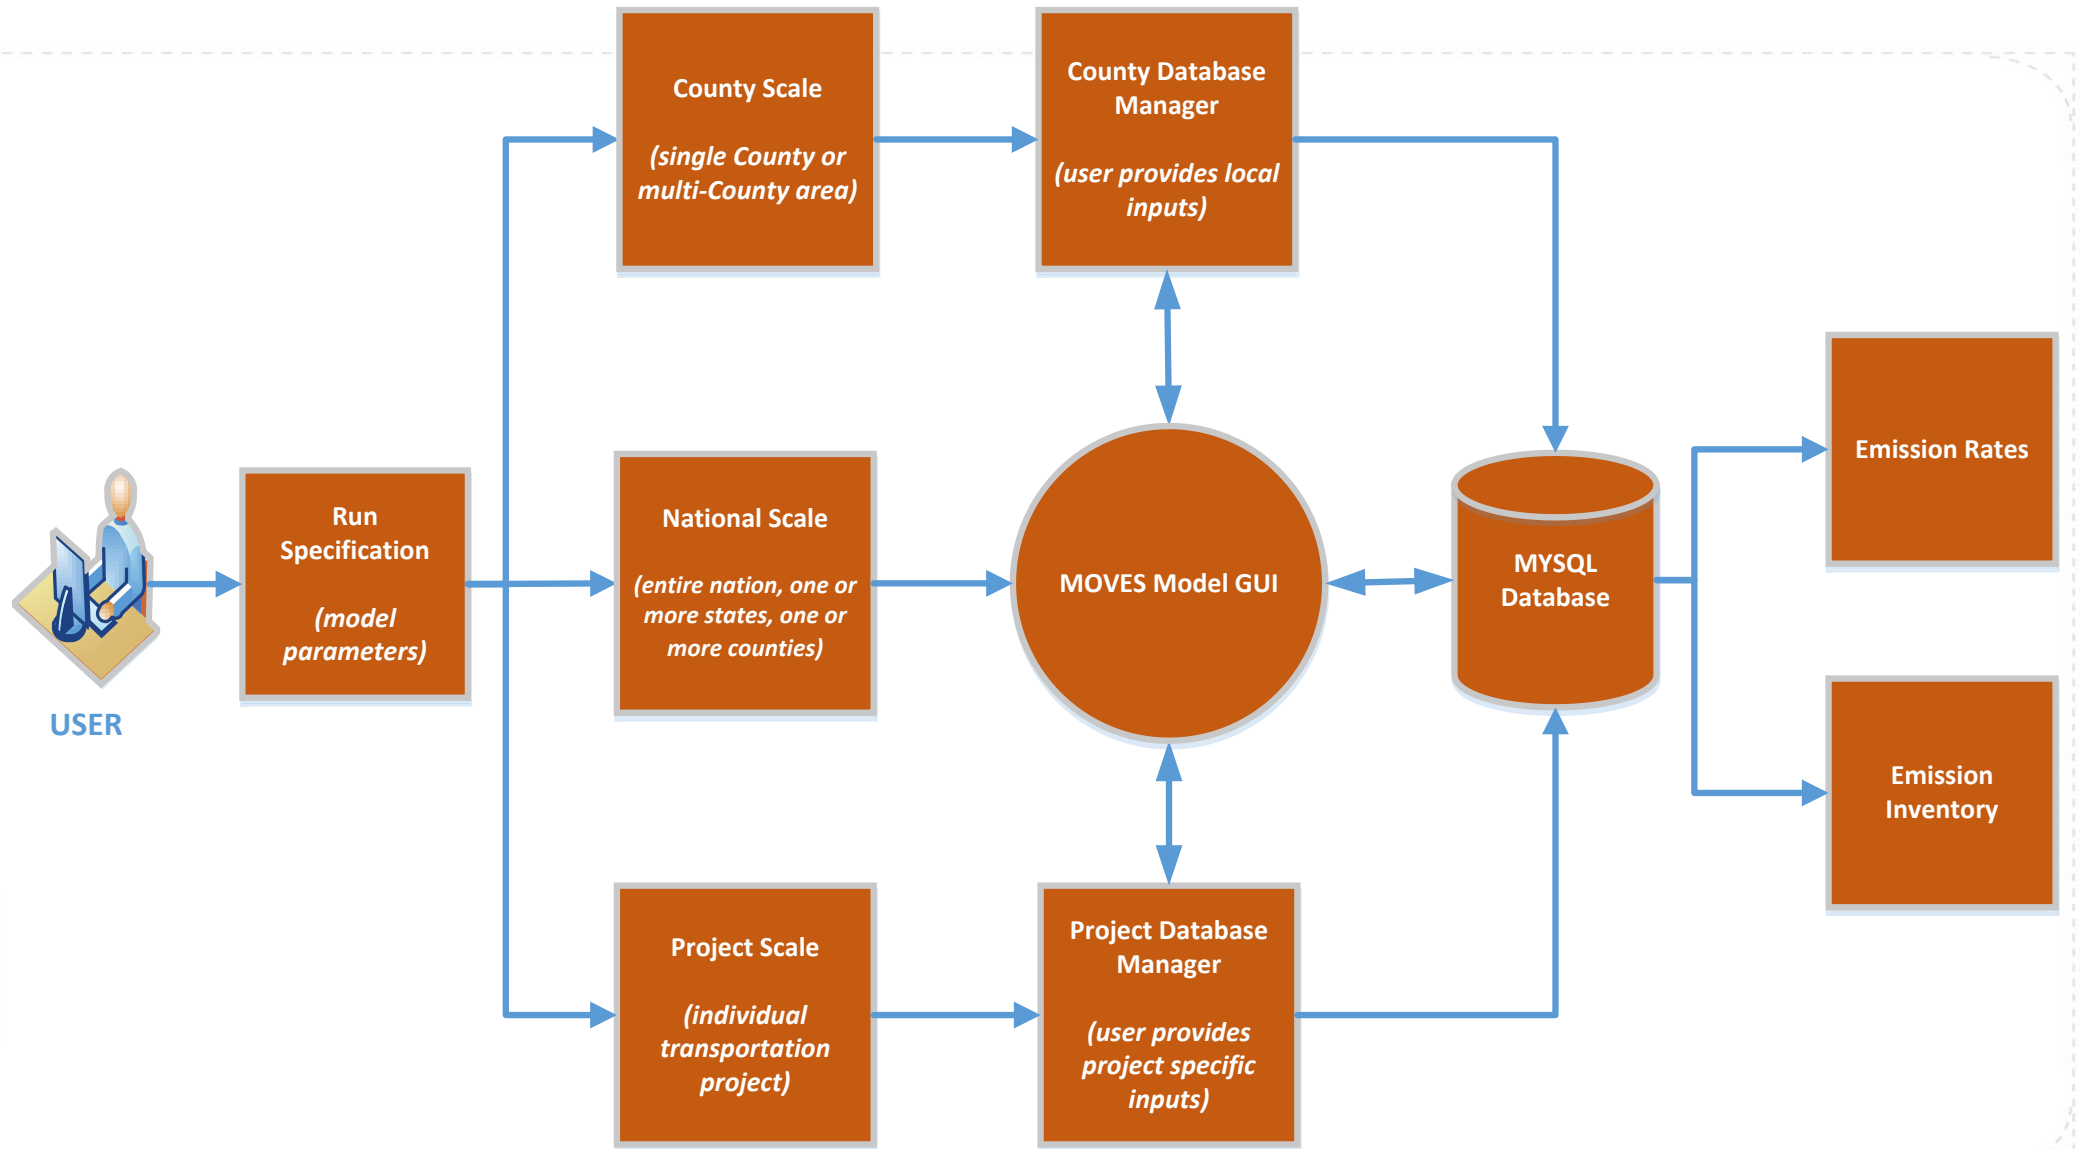 USER
Run
Specification
(model
parameters)
County Scale
(single County or
multi-County area)
County Database
Manager
(user provides local
inputs)
National Scale
(entire nation, one or
more states, one or
more counties)
MOVES Model GUI
Project Scale
(individual
transportation
project)
Project Database
Manager
(user provides
project specific
inputs)
MYSQL
Database
Emission Rates
Emission
Inventory